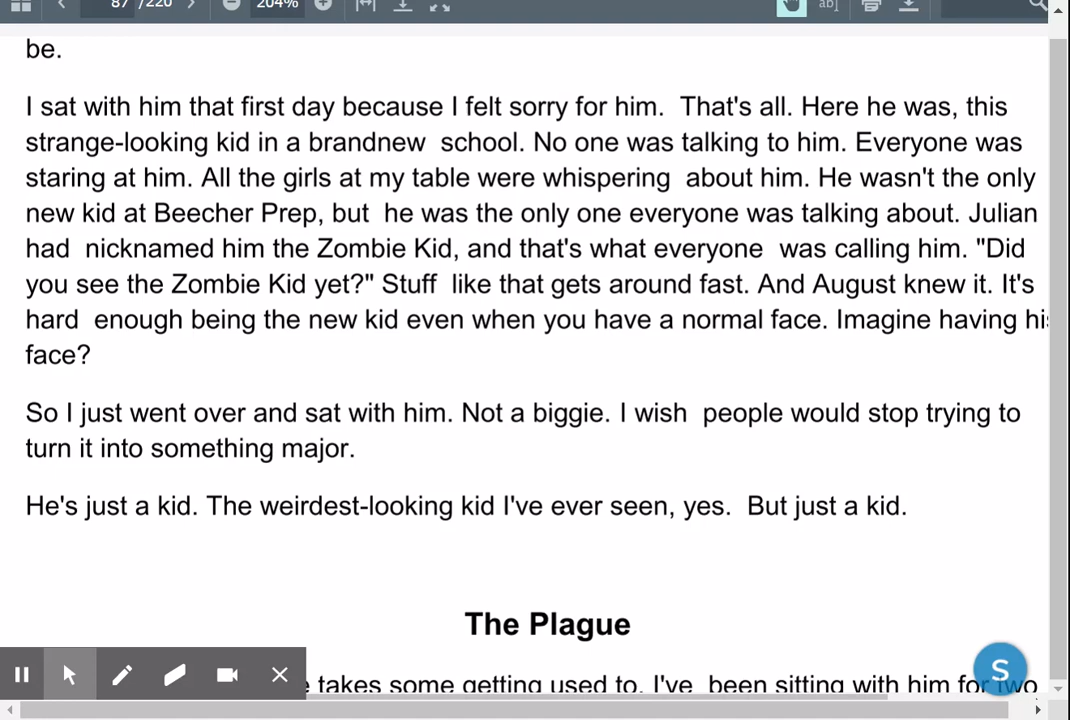 87 /220 204% ab]
be.
I sat with him that first day because I felt sorry for him.  That's all. Here he was, this
strange-looking kid in a brandnew  school. No one was talking to him. Everyone was
staring at him. All the girls at my table were whispering  about him. He wasn't the only
new kid at Beecher Prep, but  he was the only one everyone was talking about. Julian
had  nicknamed him the Zombie Kid, and that's what everyone  was calling him. "Did
you see the Zombie Kid yet?" Stuff  like that gets around fast. And August knew it. It's
hard  enough being the new kid even when you have a normal face. Imagine having his
face?
So I just went over and sat with him. Not a biggie. I wish  people would stop trying to
turn it into something major.
He's just a kid. The weirdest-looking kid I've ever seen, yes.  But just a kid.
The Plague
takes some getting used to. I've  been sitting with him for two
S